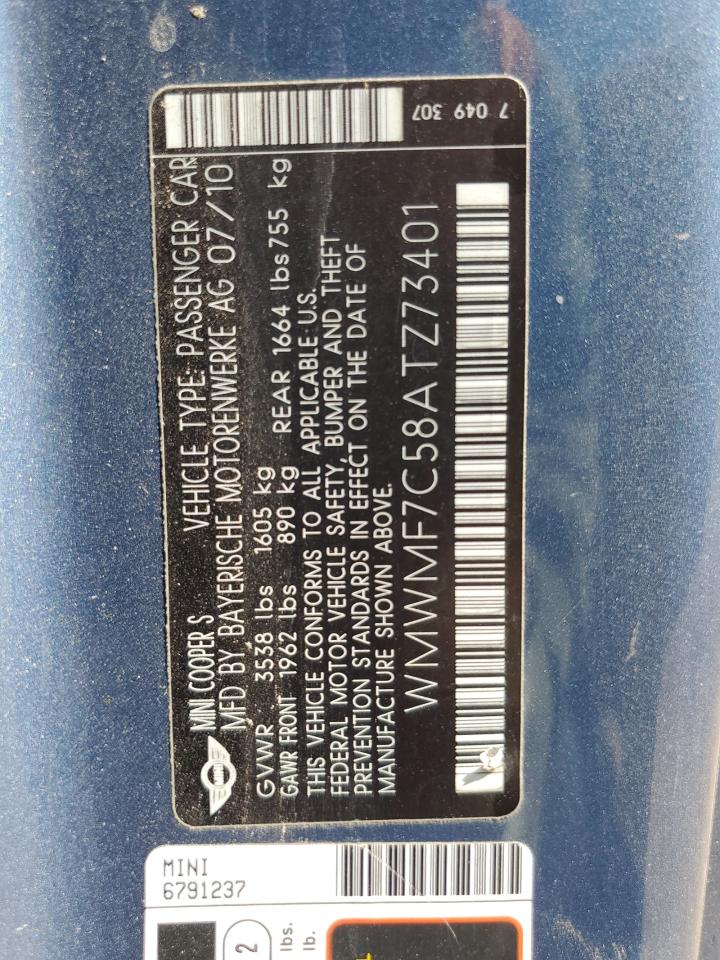 7 049 307
MINI COOPER S VEHICLE TYPE: PASSENGER CAR
MFD BY BAYERISCHE MOTORENWERKE AG 07/10
GVWR 3538 lbs 1605 kg
GAWR FRONT 1962 lbs 890 kg REAR 1664 lbs 755 kg
THIS VEHICLE CONFORMS TO ALL APPLICABLE U.S.
FEDERAL MOTOR VEHICLE SAFETY, BUMPER AND THEFT
PREVENTION STANDARDS IN EFFECT ON THE DATE OF
MANUFACTURE SHOWN ABOVE.
WMWMF7C58ATZ73401
MINI
6791237
2
lbs.
lb.